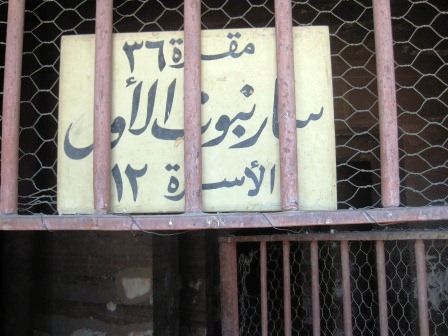 مقبرة ٣٦
سارنبوت الأول
الأسرة ١٢